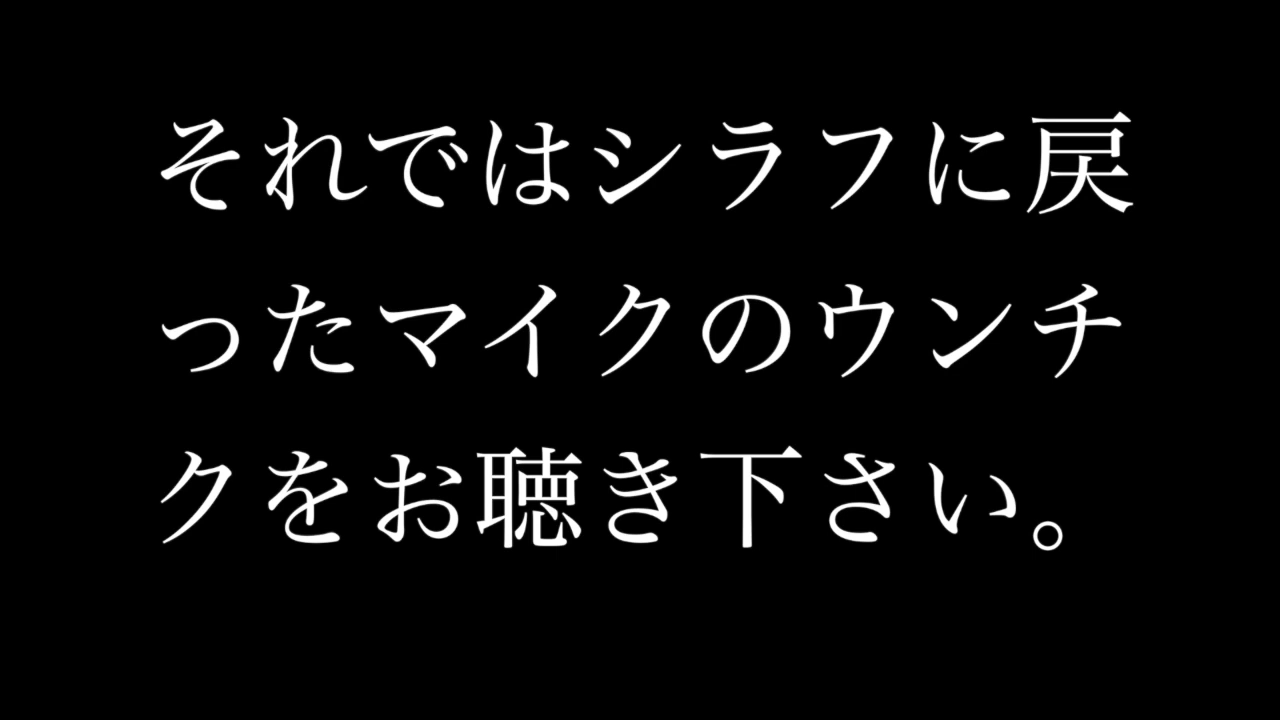 それではシラフに戻
ったマイクのウンチ
クをお聴き下さい。